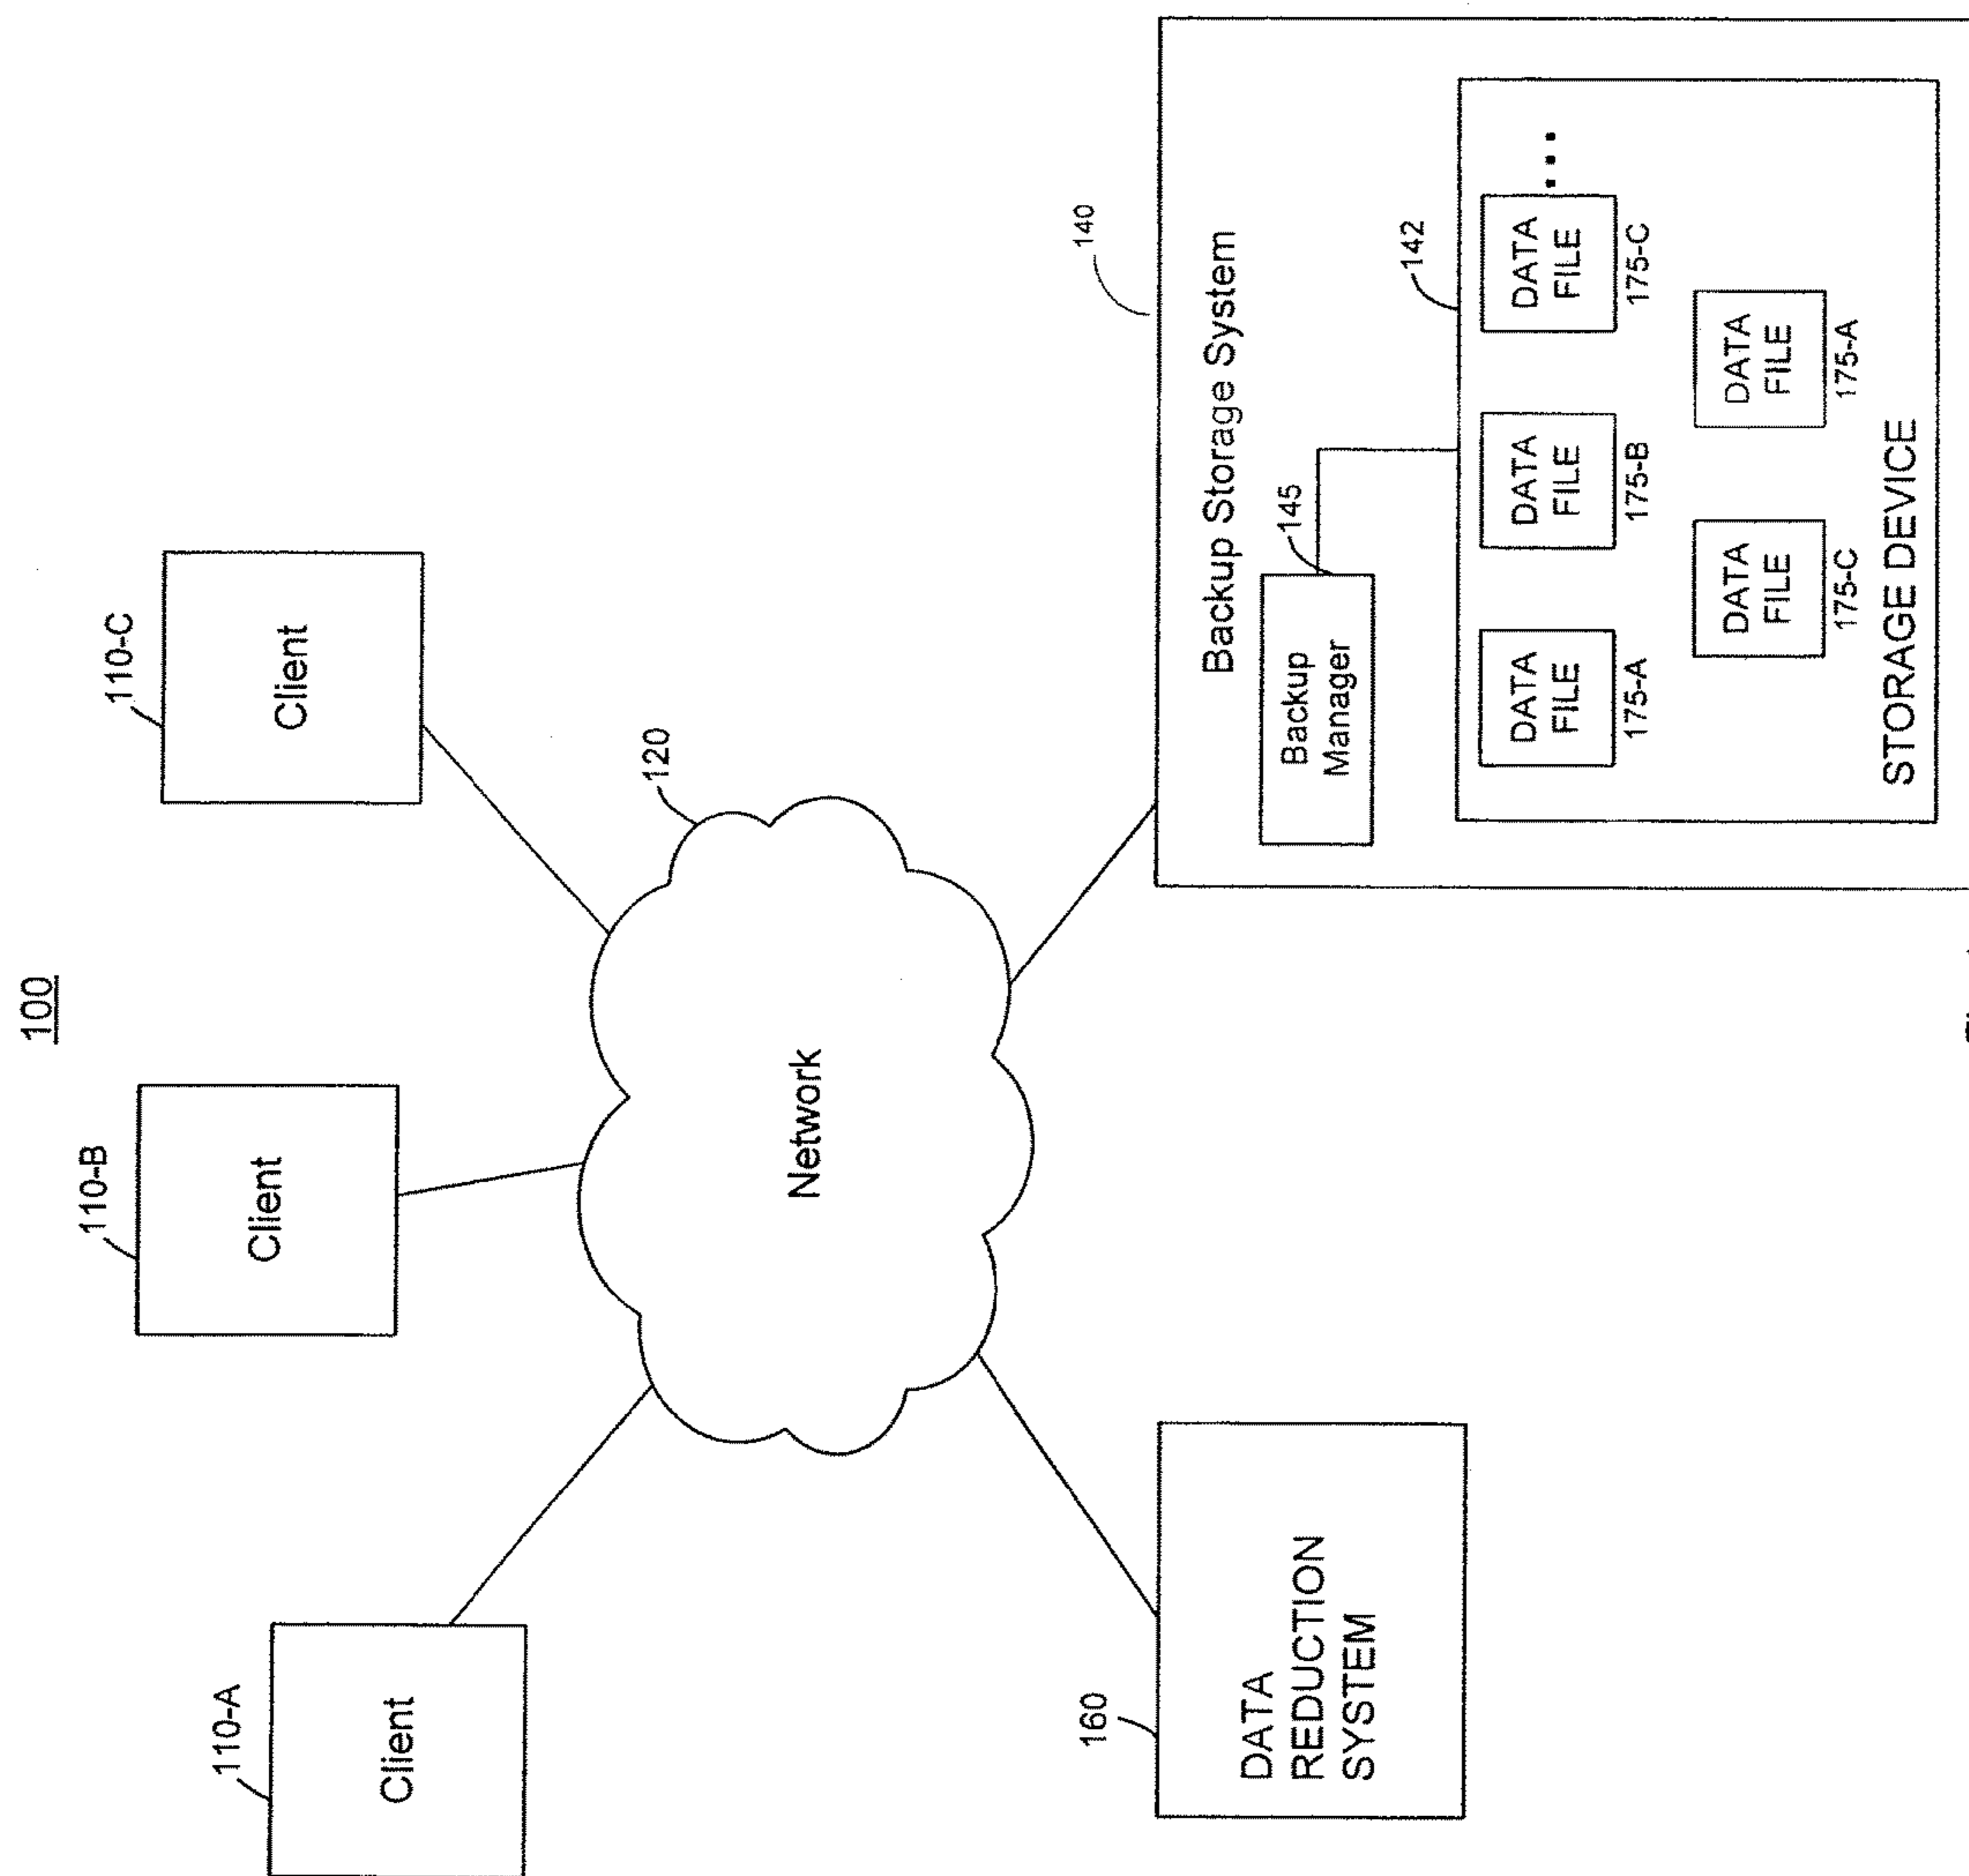 100
110-A
Client
110-B
Client
110-C
Client
120
Network
160
DATA
REDUCTION
SYSTEM
140
Backup Storage System
145
Backup
Manager
142
DATA
FILE
175-A
DATA
FILE
175-B
DATA
FILE
175-C
...
DATA
FILE
175-C
DATA
FILE
175-A
STORAGE DEVICE